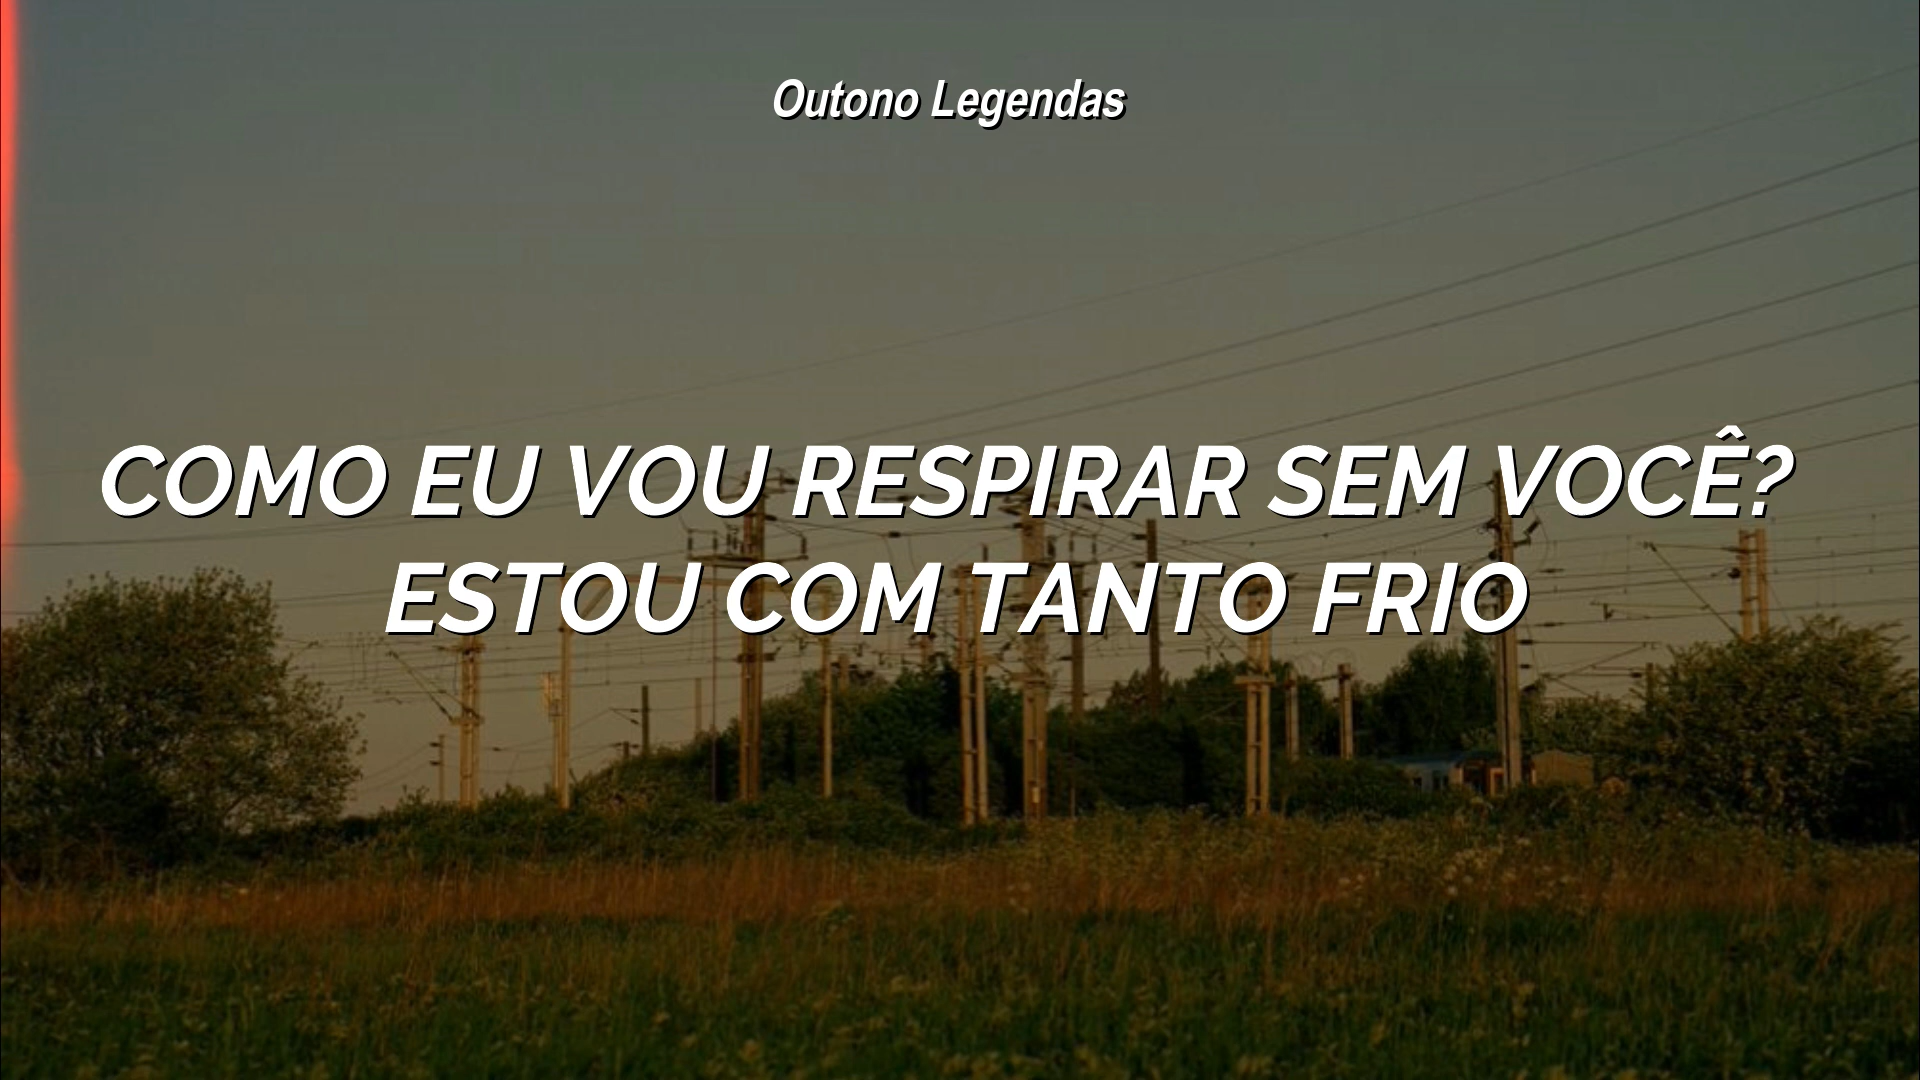 Outono Legendas
COMO EU VOU RESPIRAR SEM VOCÊ?
ESTOU COM TANTO FRIO